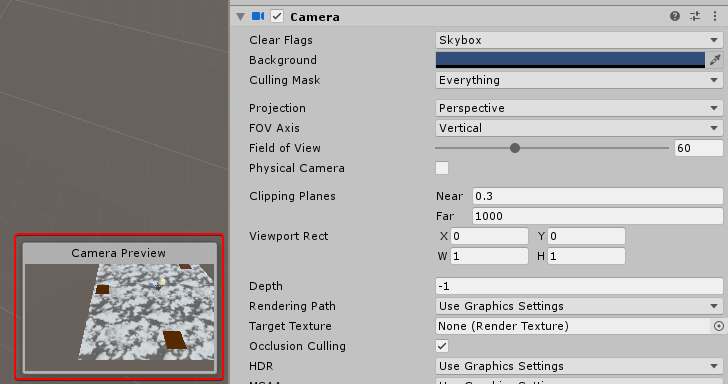 Camera
Clear Flags Skybox
Background
Culling Mask Everything
Projection Perspective
FOV Axis Vertical
Field of View 60
Physical Camera
Clipping Planes Near 0.3
Far 1000
Viewport Rect X 0 Y 0
W 1 H 1
Camera Preview
Depth -1
Rendering Path Use Graphics Settings
Target Texture None (Render Texture)
Occlusion Culling
HDR Use Graphics Settings